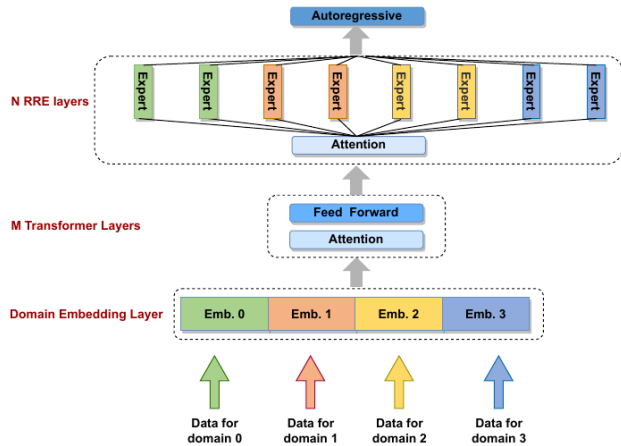 Autoregressive
N RRE layers
Expert
Expert
Expert
Expert
Expert
Expert
Expert
Expert
Attention
M Transformer Layers
Feed Forward
Attention
Domain Embedding Layer
Emb. 0
Emb. 1
Emb. 2
Emb. 3
Data for
domain 0
Data for
domain 1
Data for
domain 2
Data for
domain 3